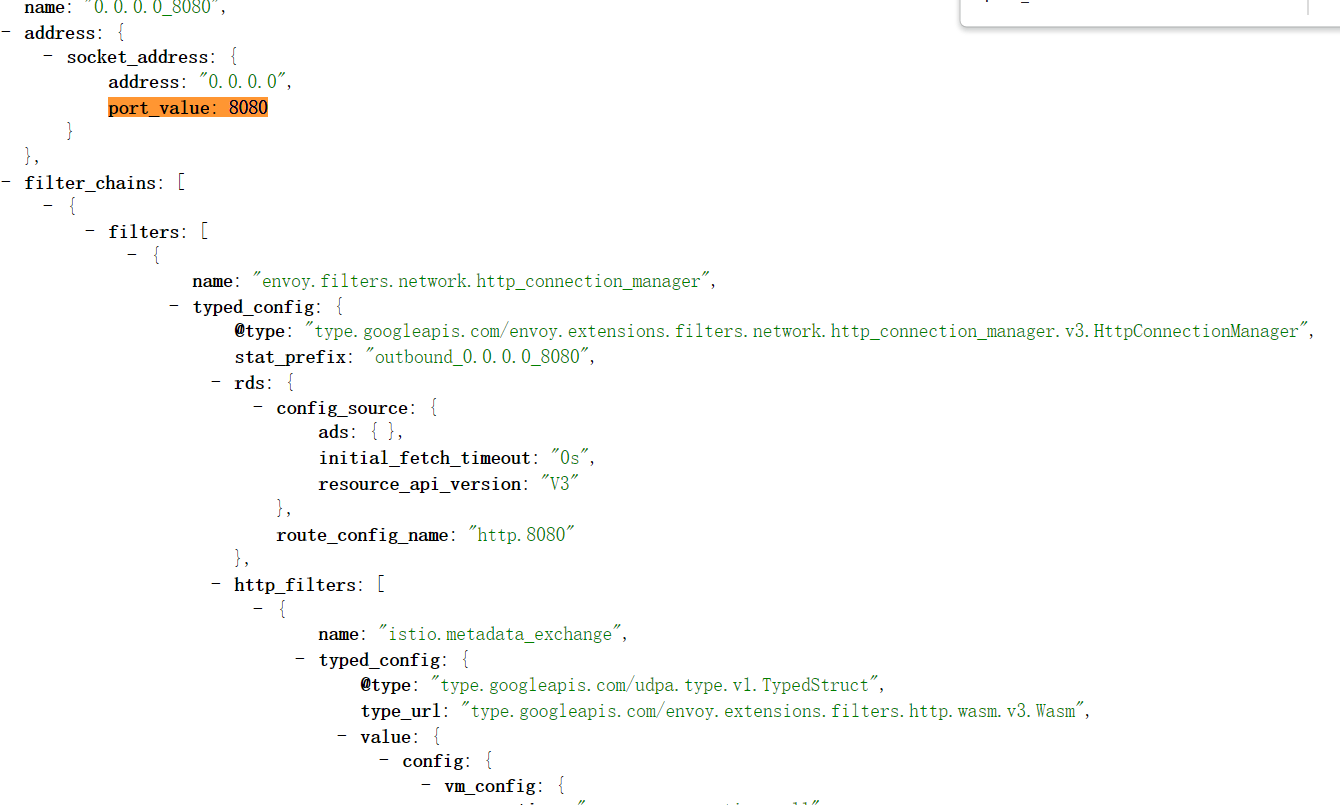 name: "0.0.0.0_8080",
- address: {
- socket_address: {
address: "0.0.0.0",
port_value: 8080
}
},
- filter_chains: [
- {
- filters: [
- {
name: "envoy.filters.network.http_connection_manager",
- typed_config: {
@type: "type.googleapis.com/envoy.extensions.filters.network.http_connection_manager.v3.HttpConnectionManager",
stat_prefix: "outbound_0.0.0.0_8080",
- rds: {
- config_source: {
ads: { },
initial_fetch_timeout: "0s",
resource_api_version: "V3"
},
route_config_name: "http.8080"
},
- http_filters: [
- {
name: "istio.metadata_exchange",
- typed_config: {
@type: "type.googleapis.com/udpa.type.v1.TypedStruct",
type_url: "type.googleapis.com/envoy.extensions.filters.http.wasm.v3.Wasm",
- value: {
- config: {
- vm_config: {